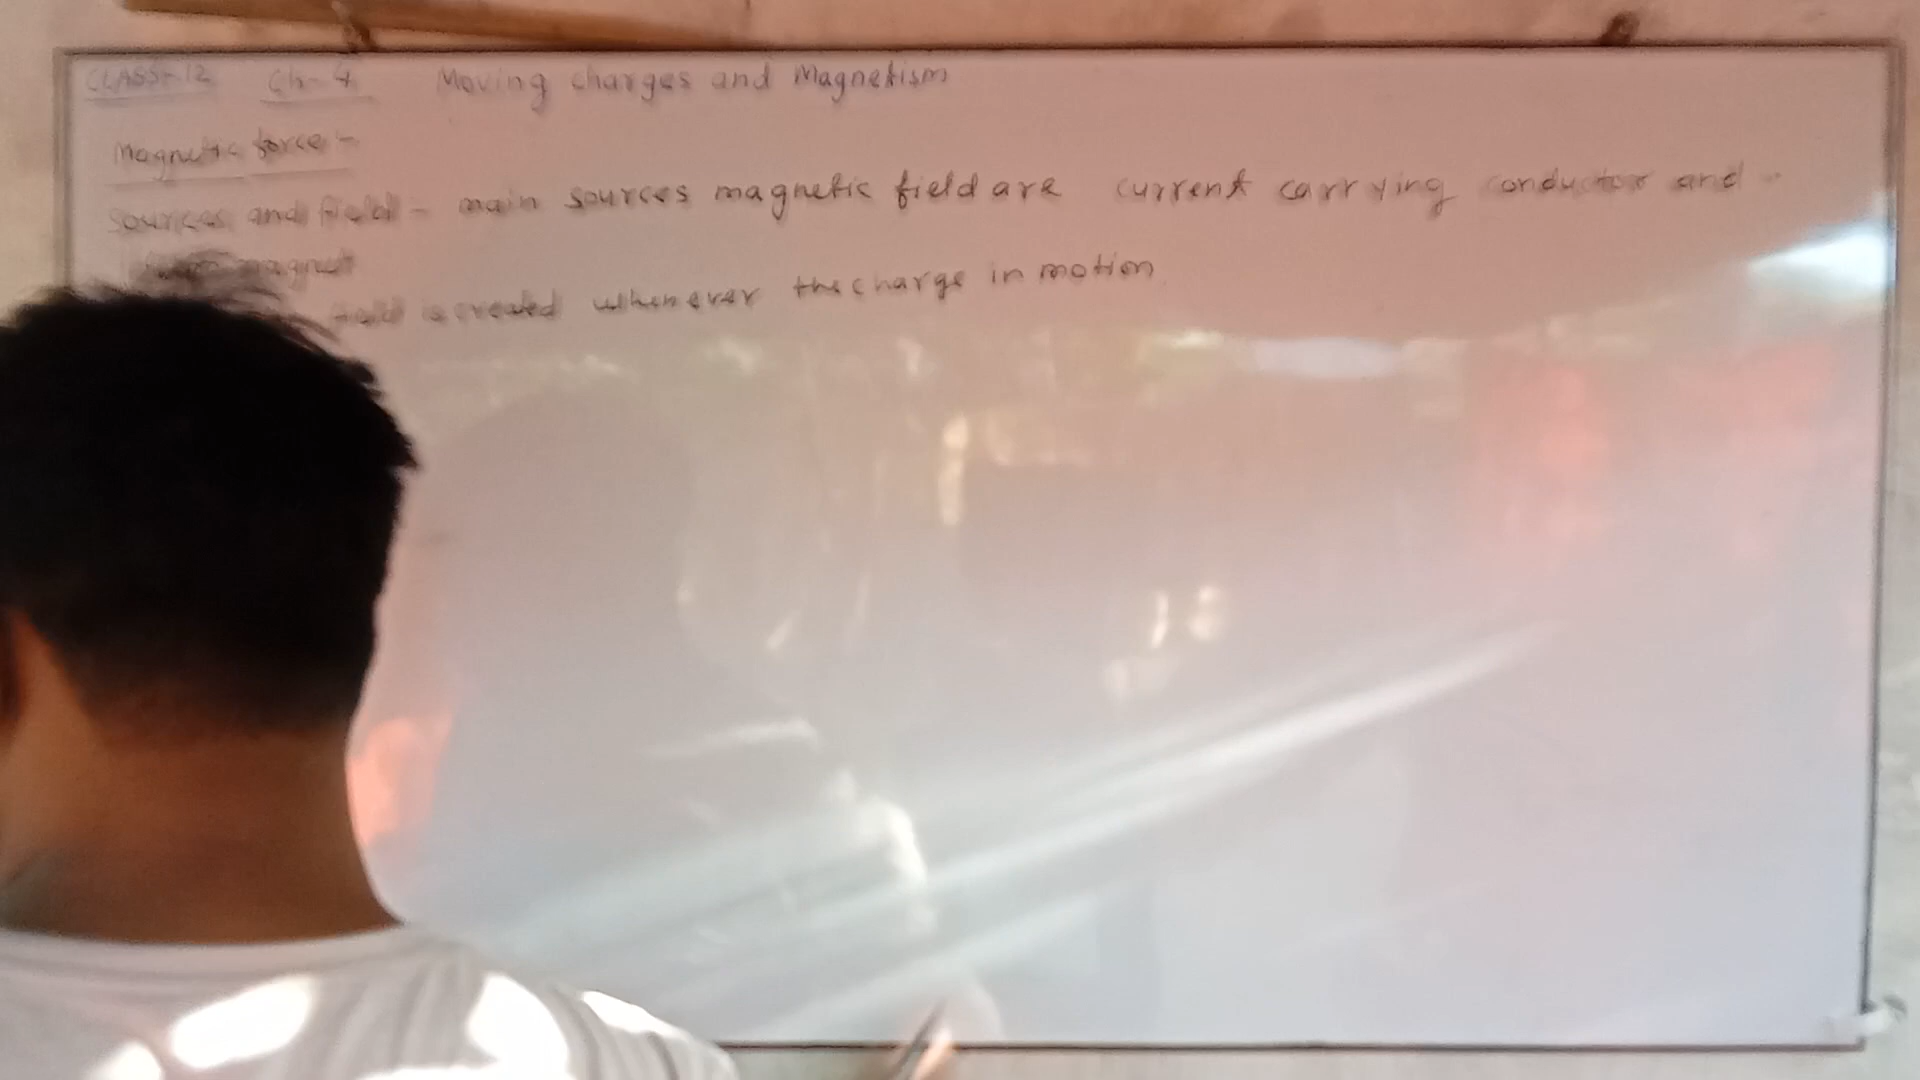 CLASS-12 Ch-4 Moving charges and Magnetism
Magnetic force :-
Sources and field - main sources magnetic field are current carrying conductor and
magnet
field is created whenever the charge in motion